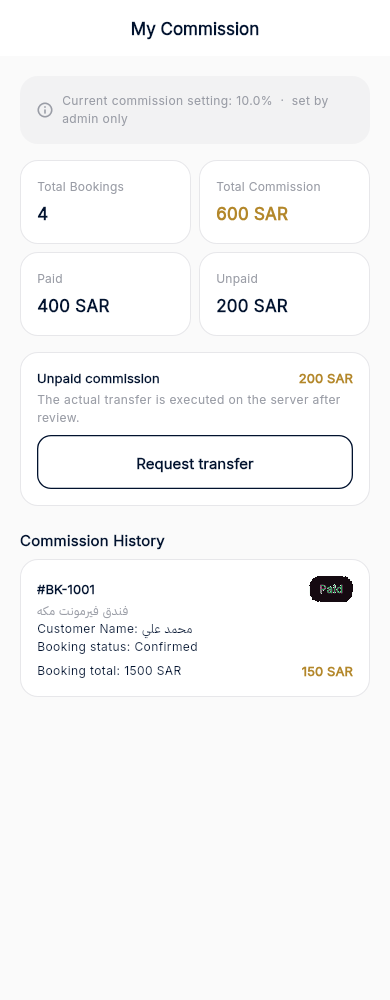 My Commission
Current commission setting: 10.0% · set by
admin only
Total Bookings
4
Total Commission
600 SAR
Paid
400 SAR
Unpaid
200 SAR
Unpaid commission
200 SAR
The actual transfer is executed on the server after
review.
Request transfer
Commission History
#BK-1001
Paid
فندق فيرمونت مكه
Customer Name: محمد علي
Booking status: Confirmed
Booking total: 1500 SAR
150 SAR